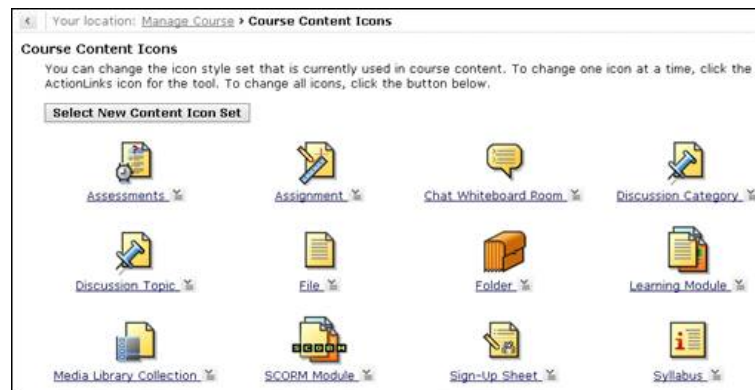 Your location: Manage Course › Course Content Icons
Course Content Icons
You can change the icon style set that is currently used in course content. To change one icon at a time, click the
ActionLinks icon for the tool. To change all icons, click the button below.
Select New Content Icon Set
Assessments
Assignment
Chat Whiteboard Room
Discussion Category
Discussion Topic
File
Folder
Learning Module
SCORM
Media Library Collection
SCORM Module
Sign-Up Sheet
Syllabus